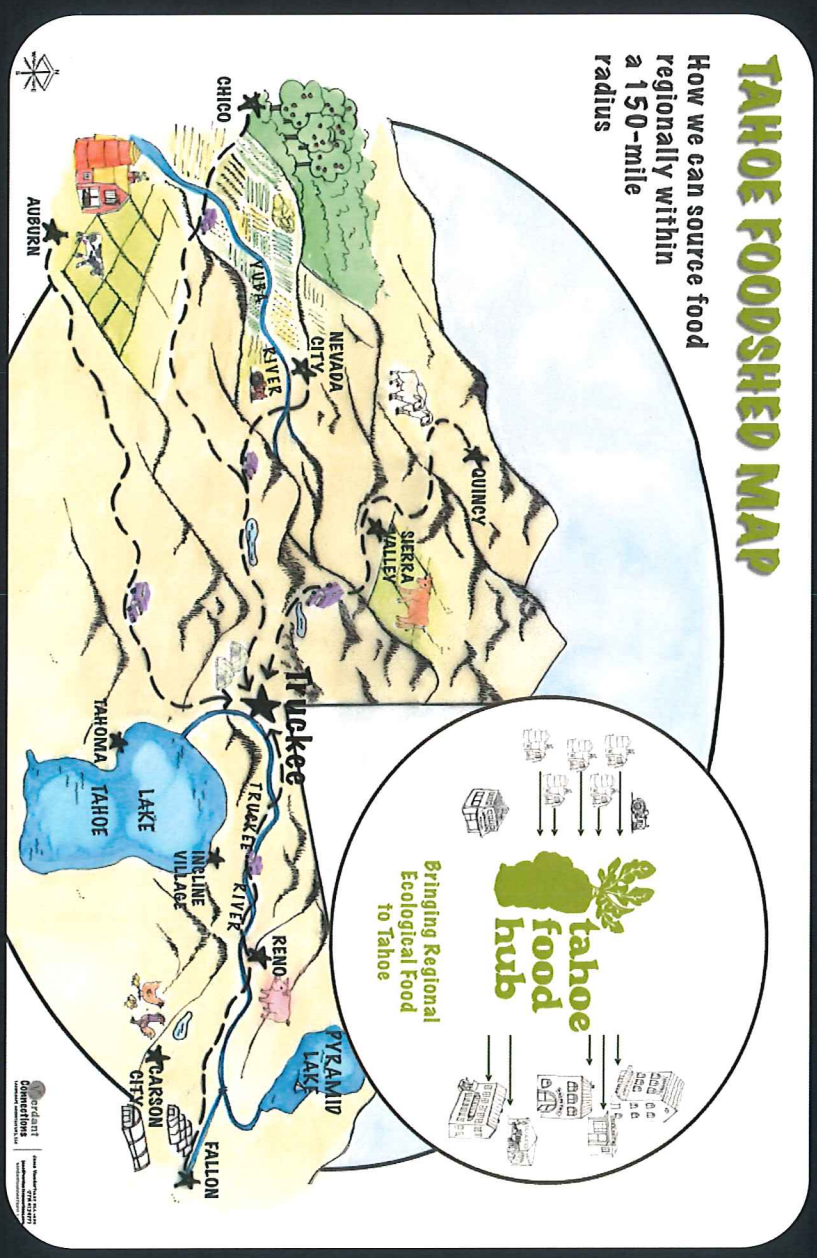 TAHOE FOODSHED MAP
How we can source food
regionally within
a 150-mile
radius
tahoe
food
hub
Bringing Regional
Ecological Food
to Tahoe
QUINCY
SIERRA
VALLEY
CHICO
NEVADA
CITY
YUBA RIVER
AUBURN
Truckee
TRUCKEE RIVER
RENO
PYRAMID
LAKE
TAHOMA
LAKE
TAHOE
INCLINE
VILLAGE
CARSON
CITY
FALLON
Verdant
Connections